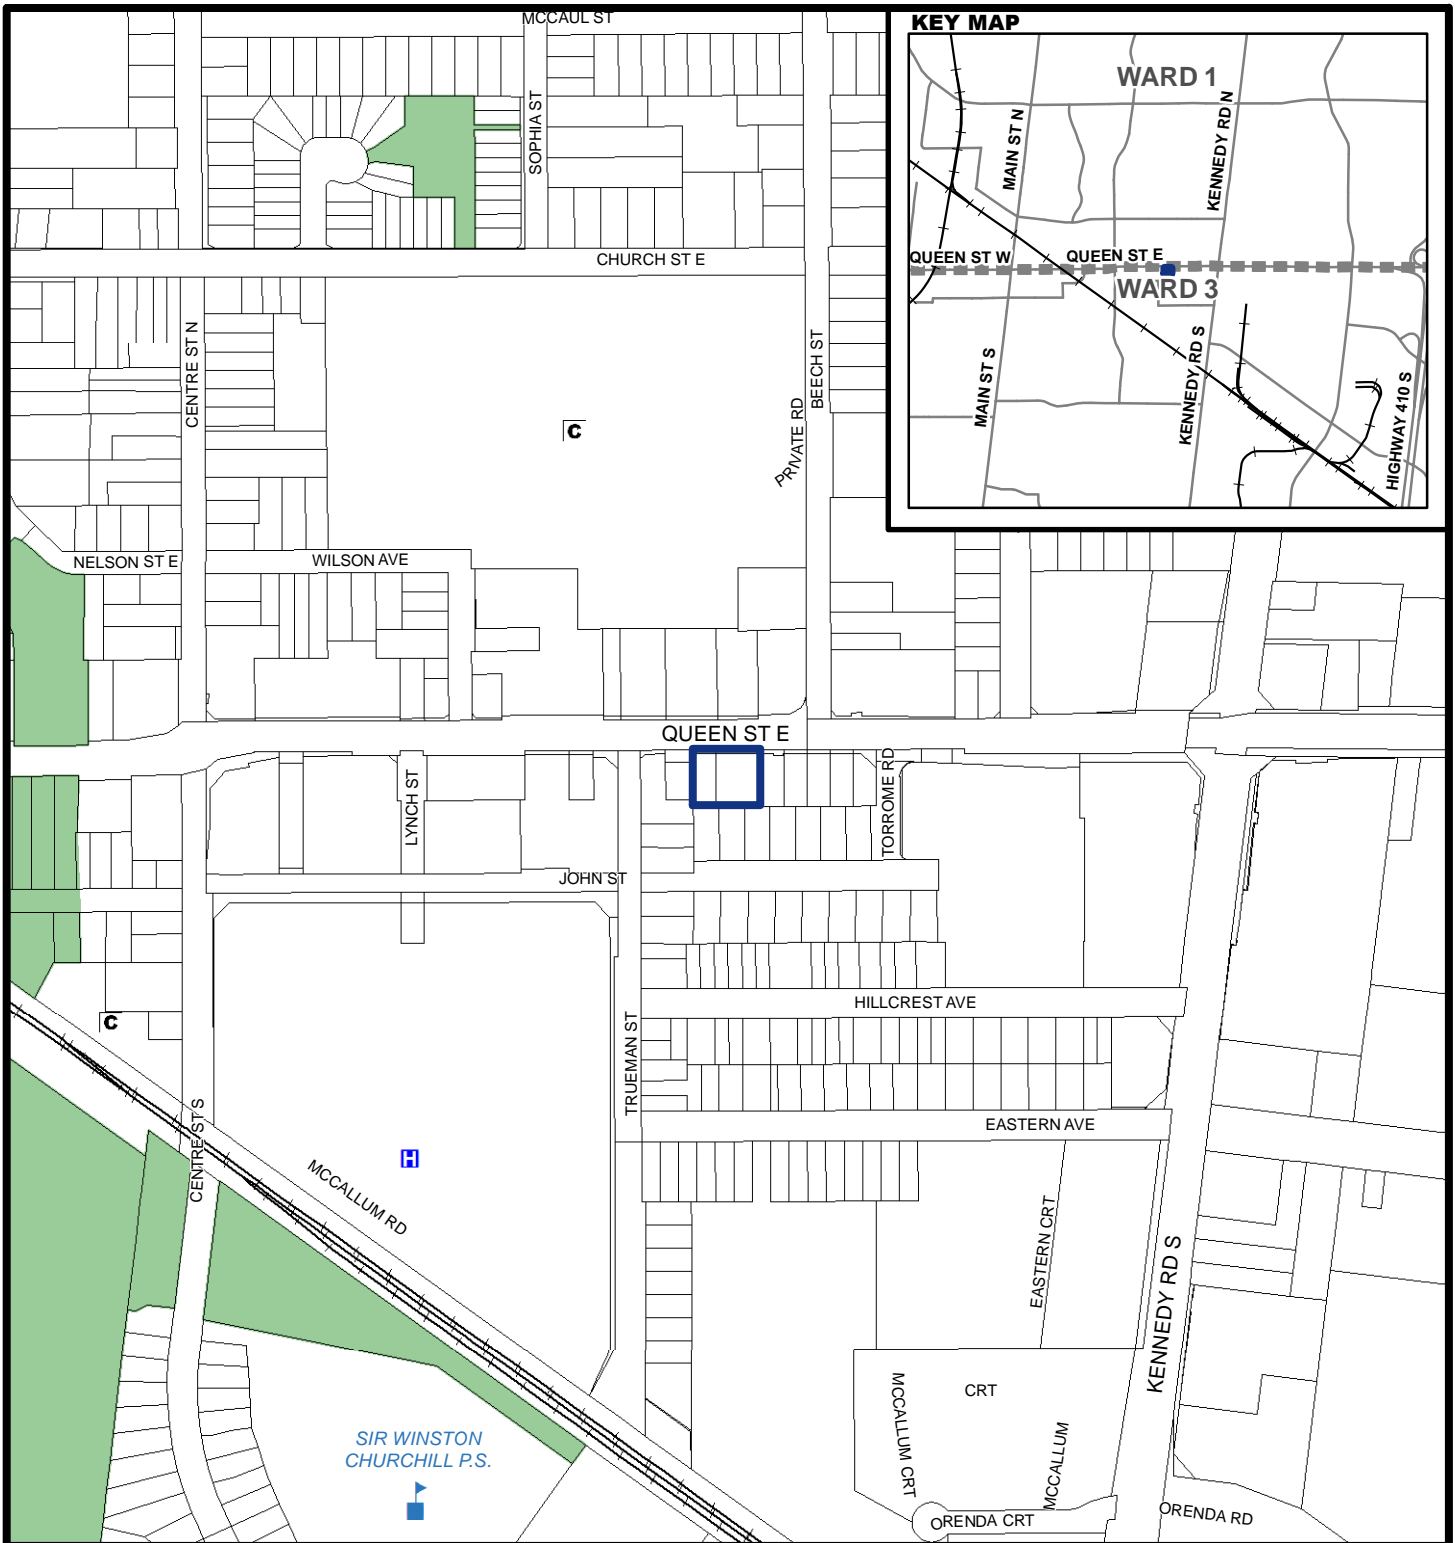 MCCAUL ST
KEY MAP
WARD 1
MAIN ST N
KENNEDY RD N
SOPHIA ST
QUEEN ST W
QUEEN ST E
WARD 3
CHURCH ST E
CENTRE ST N
BEECH ST
PRIVATE RD
MAIN ST S
KENNEDY RD S
HIGHWAY 410 S
C
NELSON ST E
WILSON AVE
QUEEN ST E
LYNCH ST
TORROME RD
JOHN ST
HILLCREST AVE
C
TRUEMAN ST
EASTERN AVE
CENTRE ST S
H
MCCALLUM RD
EASTERN CRT
KENNEDY RD S
CRT
MCCALLUM CRT
MCCALLUM
SIR WINSTON
CHURCHILL P.S.
ORENDA CRT
ORENDA RD